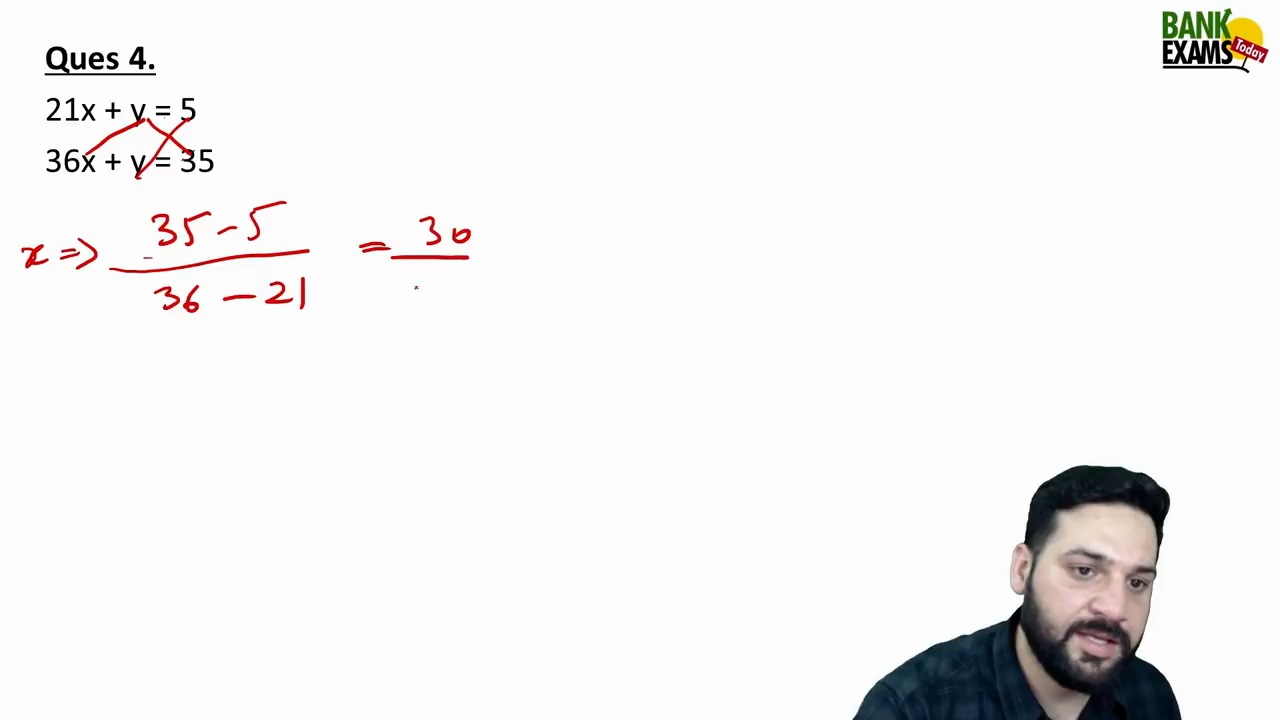 BANK
EXAMS Today
Ques 4.
21x + y = 5
36x + y = 35
x => 35 - 5 = 30
36 - 21